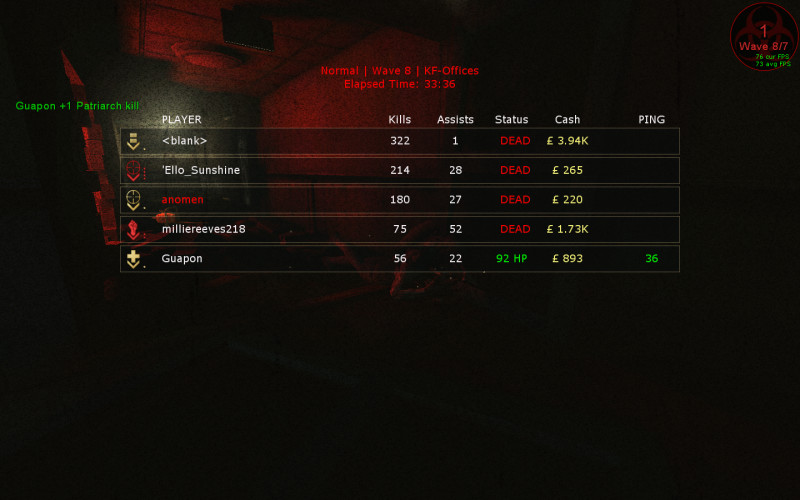 1
Wave 8/7
76 cur FPS
73 avg FPS
Normal | Wave 8 | KF-Offices
Elapsed Time: 33:36
Guapon +1 Patriarch kill
PLAYER Kills Assists Status Cash PING
<blank> 322 1 DEAD £ 3.94K
'Ello_Sunshine 214 28 DEAD £ 265
anomen 180 27 DEAD £ 220
milliereeves218 75 52 DEAD £ 1.73K
Guapon 56 22 92 HP £ 893 36